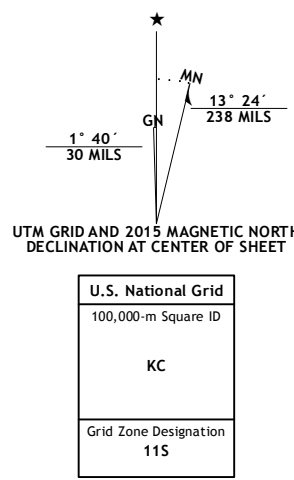 ★
MN
GN
13° 24´
238 MILS
1° 40´
30 MILS
UTM GRID AND 2015 MAGNETIC NORTH
DECLINATION AT CENTER OF SHEET
U.S. National Grid
100,000-m Square ID
KC
Grid Zone Designation
11S